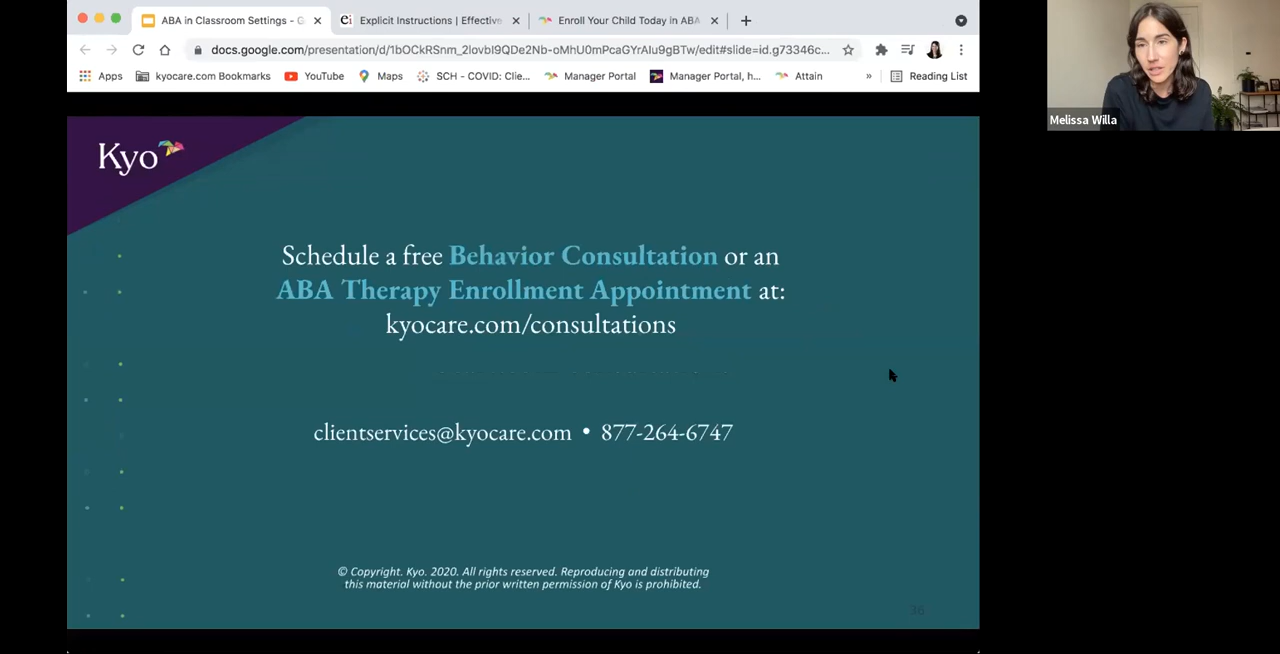 ABA in Classroom Settings - G
Explicit Instructions | Effective
Enroll Your Child Today in ABA
docs.google.com/presentation/d/1bOCkRSnm_2lovbI9QDe2Nb-oMhU0mPcaGYrAIu9gBTw/edit#slide=id.g73346c...
Apps kyocare.com Bookmarks YouTube Maps SCH - COVID: Clie... Manager Portal Manager Portal, h... Attain » Reading List
Melissa Willa
Kyo
Schedule a free Behavior Consultation or an
ABA Therapy Enrollment Appointment at:
kyocare.com/consultations
clientservices@kyocare.com • 877-264-6747
© Copyright. Kyo. 2020. All rights reserved. Reproducing and distributing
this material without the prior written permission of Kyo is prohibited.
36